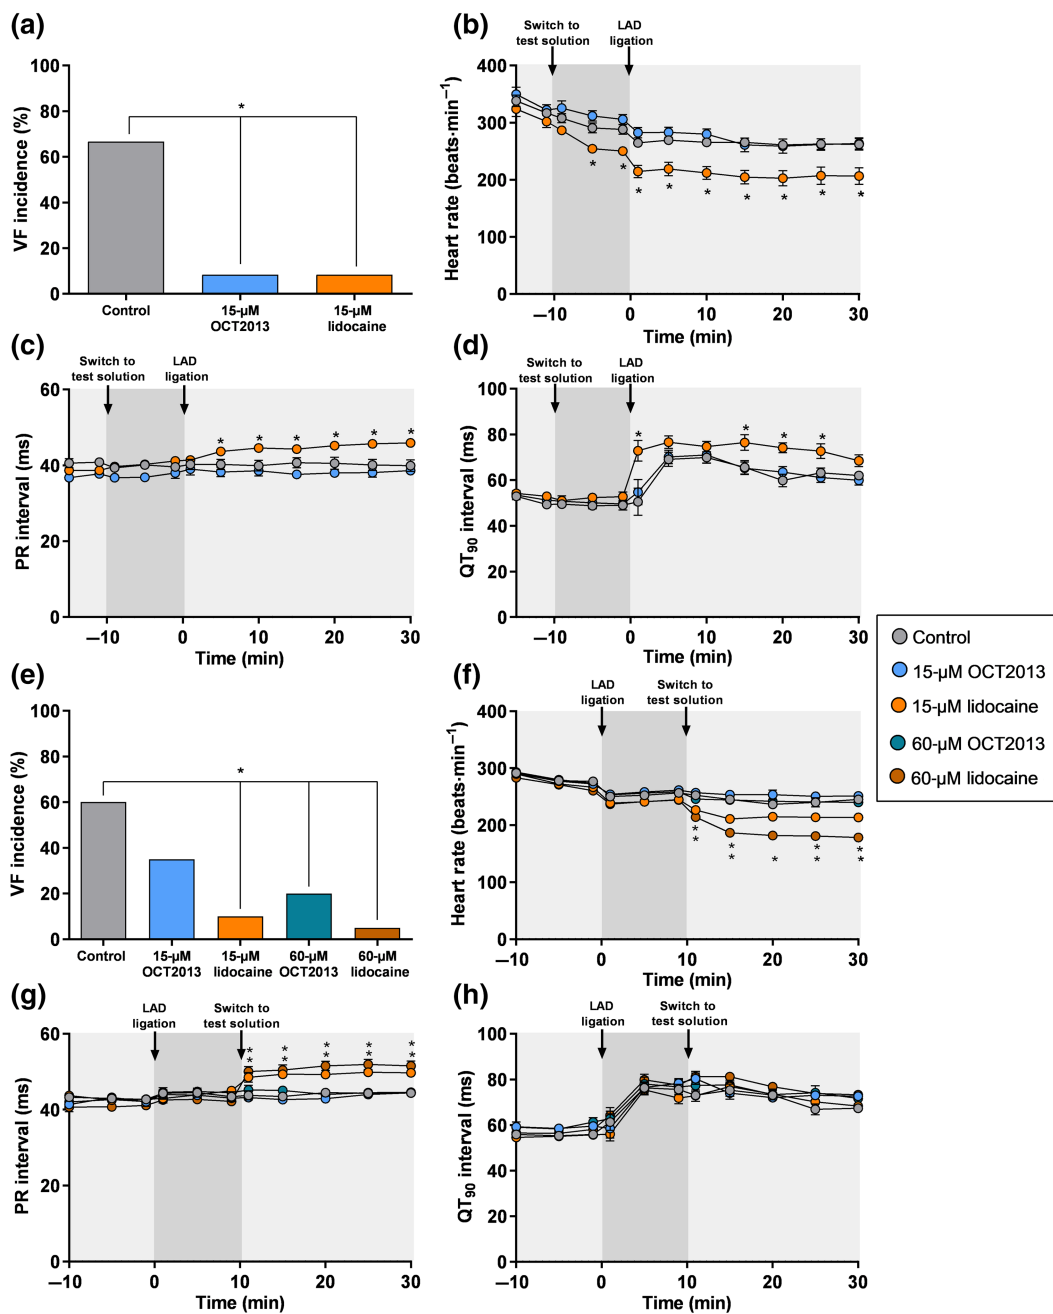 (a)
100
80
60
40
20
0
VF incidence (%)
*
Control
15-μM
OCT2013
15-μM
lidocaine
(b)
Switch to
test solution
LAD
ligation
400
300
200
100
0
Heart rate (beats·min⁻¹)
* * * * * * * * *
–10 0 10 20 30
Time (min)
(c)
Switch to
test solution
LAD
ligation
60
40
20
0
PR interval (ms)
* * * * * *
–10 0 10 20 30
Time (min)
(d)
Switch to
test solution
LAD
ligation
100
80
60
40
20
0
QT₉₀ interval (ms)
* * * *
–10 0 10 20 30
Time (min)
Control
15-μM OCT2013
15-μM lidocaine
60-μM OCT2013
60-μM lidocaine
(e)
100
80
60
40
20
0
VF incidence (%)
*
Control
15-μM
OCT2013
15-μM
lidocaine
60-μM
OCT2013
60-μM
lidocaine
(f)
LAD
ligation
Switch to
test solution
400
300
200
100
0
Heart rate (beats·min⁻¹)
* * * *
* * * * *
–10 0 10 20 30
Time (min)
(g)
LAD
ligation
Switch to
test solution
60
40
20
0
PR interval (ms)
* * * * *
* * * * *
–10 0 10 20 30
Time (min)
(h)
LAD
ligation
Switch to
test solution
100
80
60
40
20
0
QT₉₀ interval (ms)
–10 0 10 20 30
Time (min)